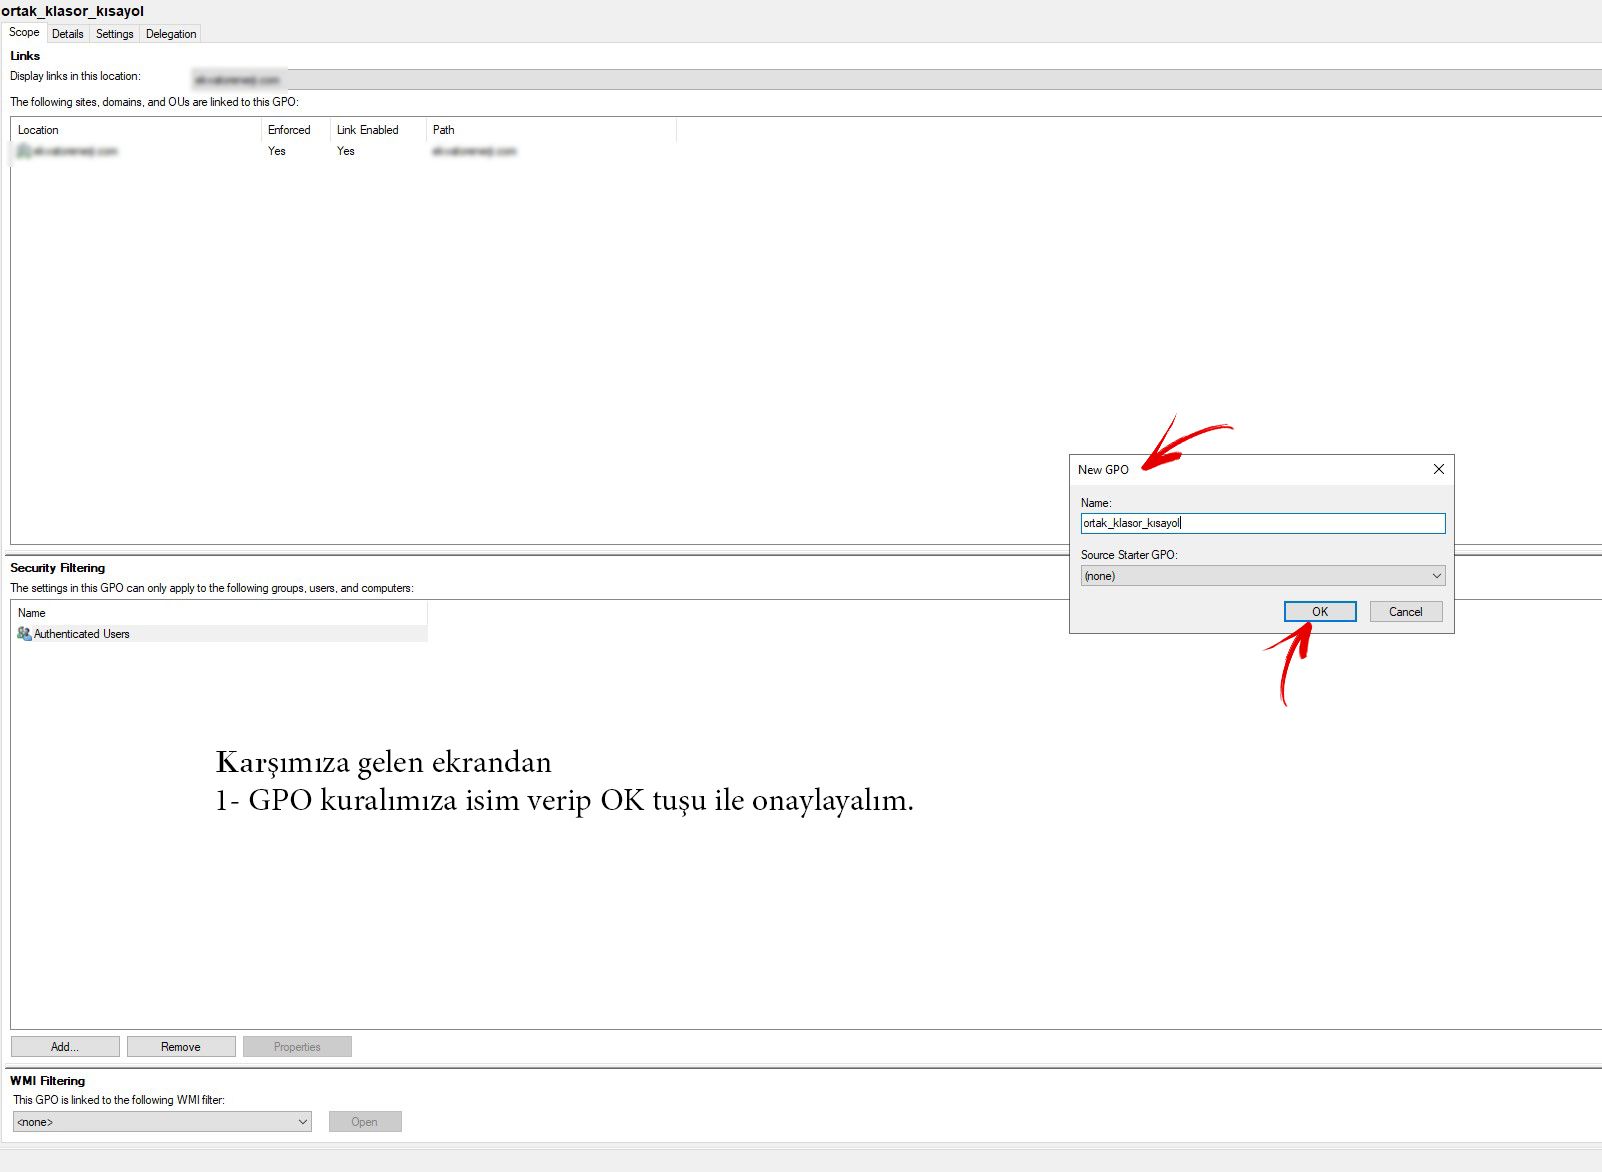 ortak_klasor_kısayol
Scope Details Settings Delegation
Links
Display links in this location:
The following sites, domains, and OUs are linked to this GPO:
Location Enforced Link Enabled Path
Yes Yes
New GPO
Name:
ortak_klasor_kısayol
Source Starter GPO:
(none)
OK Cancel
Security Filtering
The settings in this GPO can only apply to the following groups, users, and computers:
Name
Authenticated Users
Karşımıza gelen ekrandan
1- GPO kuralımıza isim verip OK tuşu ile onaylayalım.
Add... Remove Properties
WMI Filtering
This GPO is linked to the following WMI filter:
<none>
Open